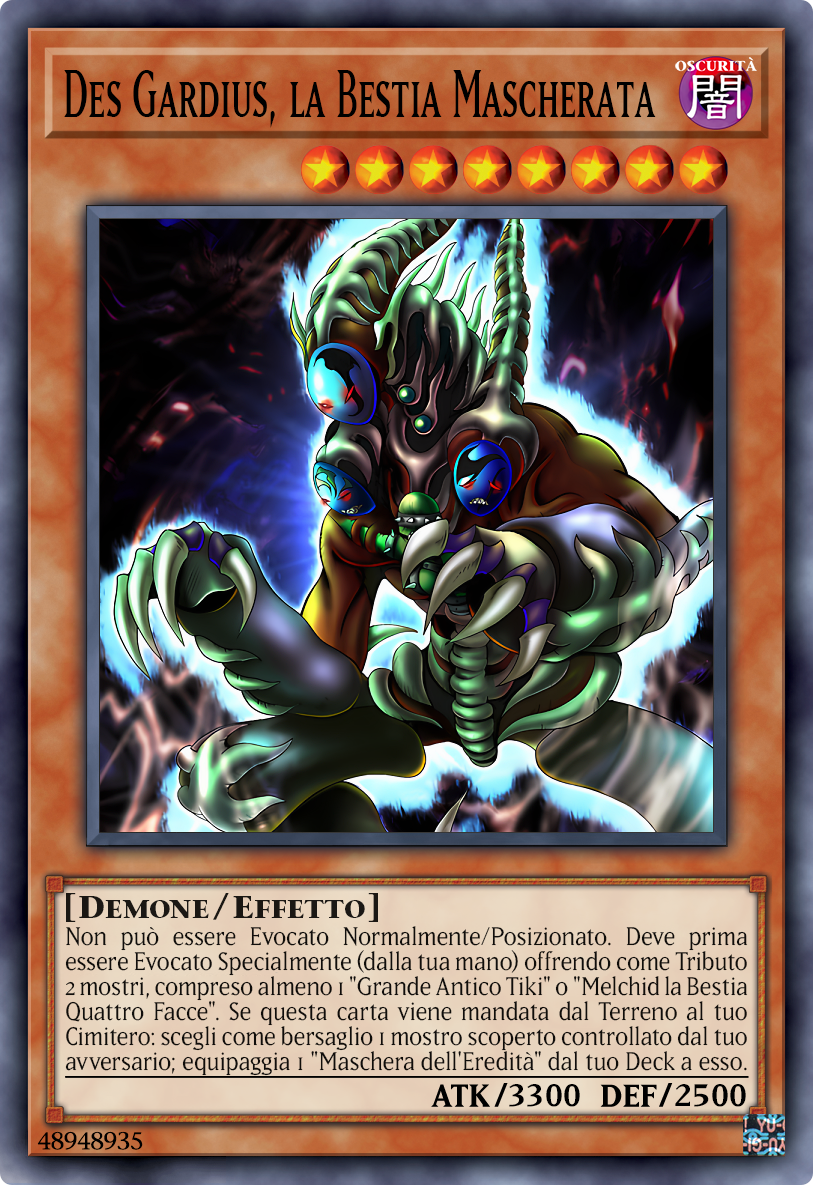 Des Gardius, la Bestia Mascherata
OSCURITÀ
闇
[Demone/Effetto]
Non può essere Evocato Normalmente/Posizionato. Deve prima
essere Evocato Specialmente (dalla tua mano) offrendo come Tributo
2 mostri, compreso almeno 1 "Grande Antico Tiki" o "Melchid la Bestia
Quattro Facce". Se questa carta viene mandata dal Terreno al tuo
Cimitero: scegli come bersaglio 1 mostro scoperto controllato dal tuo
avversario; equipaggia 1 "Maschera dell'Eredità" dal tuo Deck a esso.
ATK/3300 DEF/2500
48948935